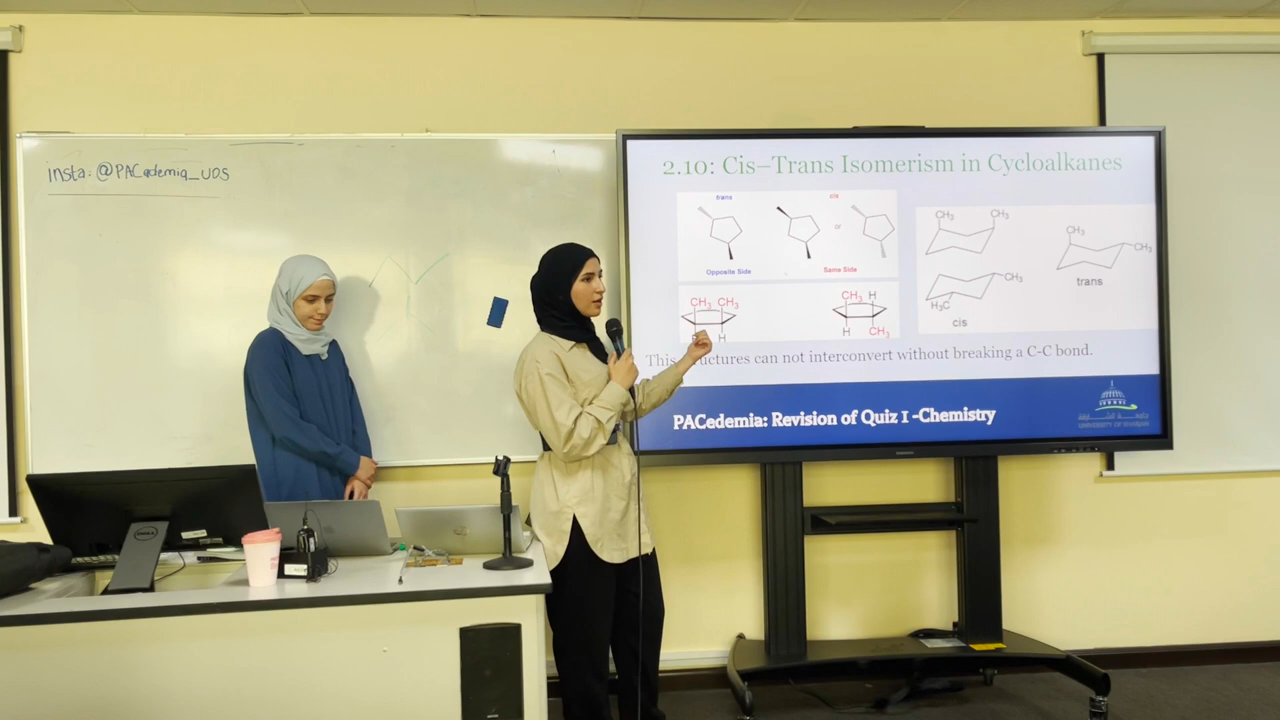 insta: @PACademia_UOS
2.10: Cis–Trans Isomerism in Cycloalkanes
trans
cis
or
Opposite Side
Same Side
CH₃ CH₃
H
CH₃ H
H
CH₃
CH₃
CH₃
CH₃
H₃C
cis
CH₃
CH₃
trans
This structures can not interconvert without breaking a C-C bond.
PACedemia: Revision of Quiz 1 -Chemistry
UNIVERSITY OF SHARJAH
DELL
SAMSUNG